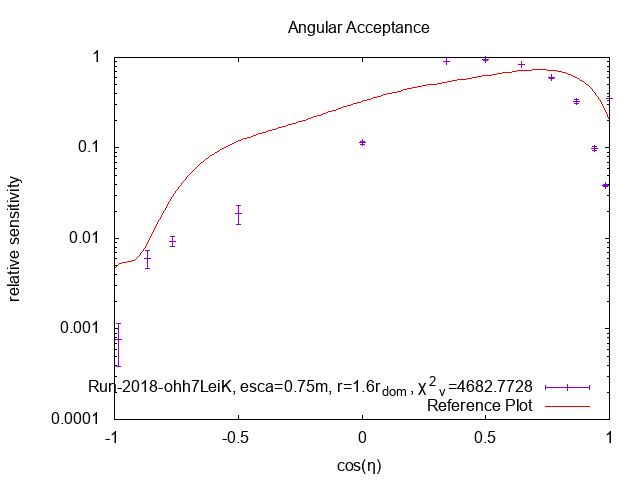 Angular Acceptance
relative sensitivity
1
0.1
0.01
0.001
0.0001
Run-2018-ohh7LeiK, esca=0.75m, r=1.6r_dom, χ²_ν=4682.7728
Reference Plot
-1 -0.5 0 0.5 1
cos(η)